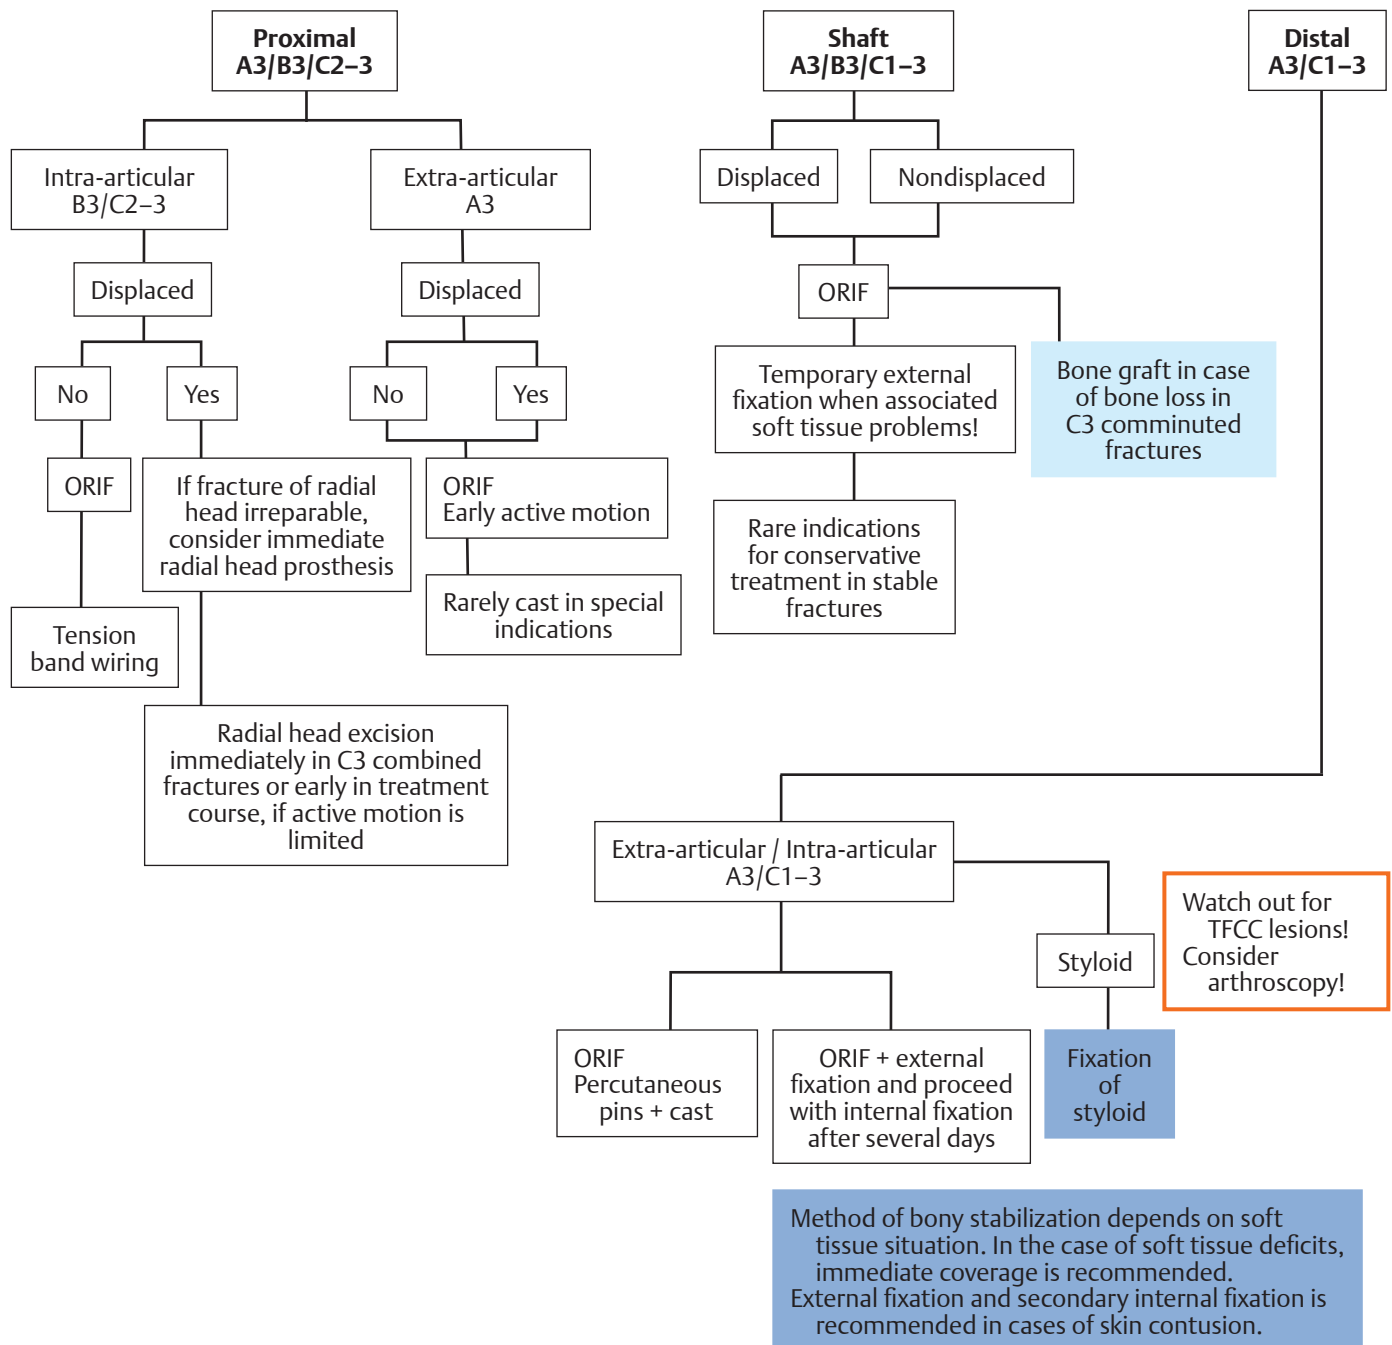 Proximal
A3/B3/C2–3
Shaft
A3/B3/C1–3
Distal
A3/C1–3
Intra-articular
B3/C2–3
Extra-articular
A3
Displaced
Nondisplaced
Displaced
Displaced
ORIF
No
Yes
No
Yes
Temporary external
fixation when associated
soft tissue problems!
Bone graft in case
of bone loss in
C3 comminuted
fractures
ORIF
If fracture of radial
head irreparable,
consider immediate
radial head prosthesis
ORIF
Early active motion
Rare indications
for conservative
treatment in stable
fractures
Rarely cast in special
indications
Tension
band wiring
Radial head excision
immediately in C3 combined
fractures or early in treatment
course, if active motion is
limited
Extra-articular / Intra-articular
A3/C1–3
Watch out for
TFCC lesions!
Consider
arthroscopy!
Styloid
ORIF
Percutaneous
pins + cast
ORIF + external
fixation and proceed
with internal fixation
after several days
Fixation
of
styloid
Method of bony stabilization depends on soft
tissue situation. In the case of soft tissue deficits,
immediate coverage is recommended.
External fixation and secondary internal fixation is
recommended in cases of skin contusion.